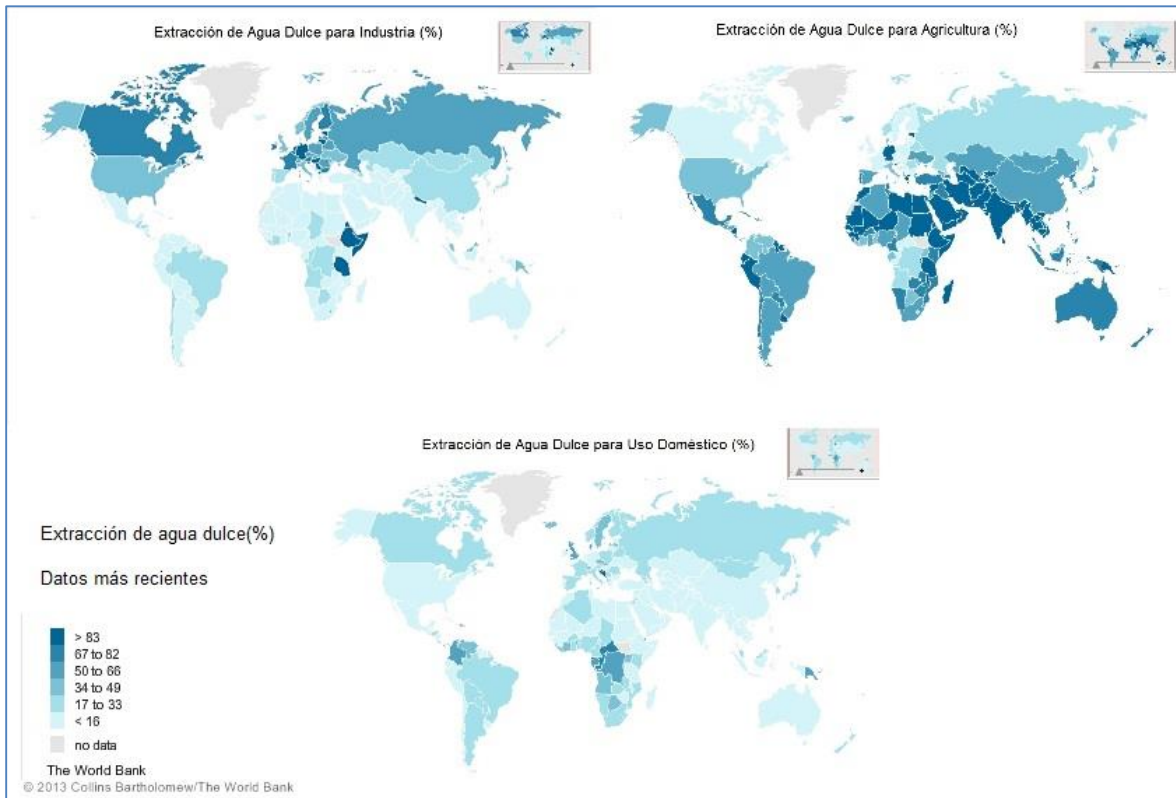 Extracción de Agua Dulce para Industria (%)
Extracción de Agua Dulce para Agricultura (%)
Extracción de Agua Dulce para Uso Doméstico (%)
Extracción de agua dulce(%)
Datos más recientes
> 83
67 to 82
50 to 66
34 to 49
17 to 33
< 16
no data
The World Bank
© 2013 Collins Bartholomew/The World Bank